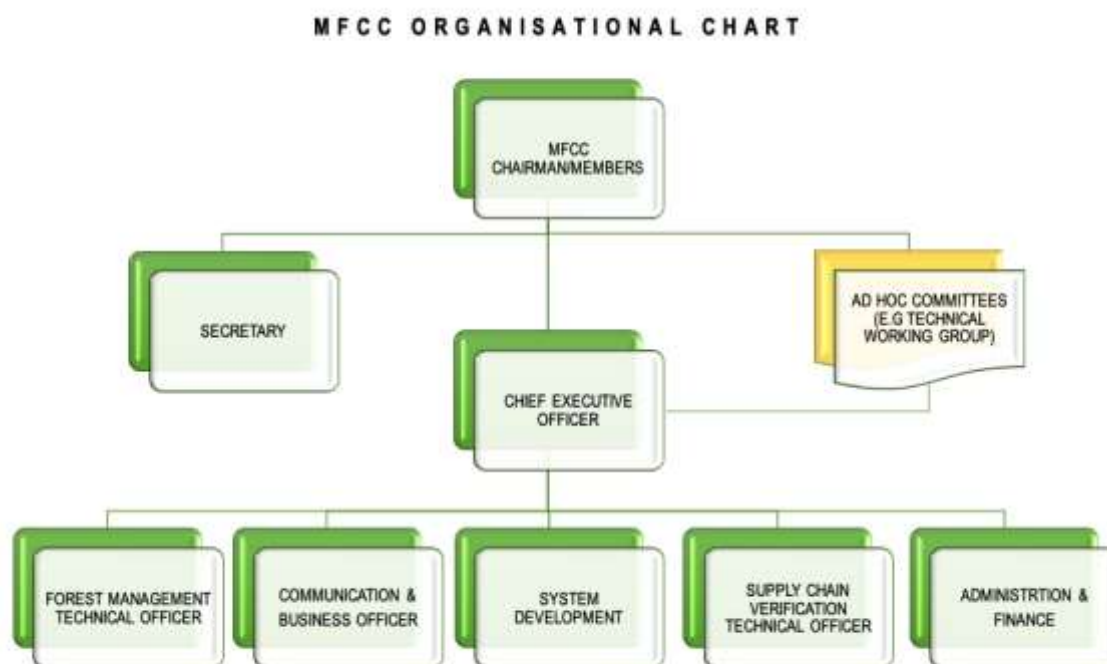 MFCC ORGANISATIONAL CHART
MFCC
CHAIRMAN/MEMBERS
SECRETARY
AD HOC COMMITTEES
(E.G TECHNICAL
WORKING GROUP)
CHIEF EXECUTIVE
OFFICER
FOREST MANAGEMENT
TECHNICAL OFFICER
COMMUNICATION &
BUSINESS OFFICER
SYSTEM
DEVELOPMENT
SUPPLY CHAIN
VERIFICATION
TECHNICAL OFFICER
ADMINISTRTION &
FINANCE